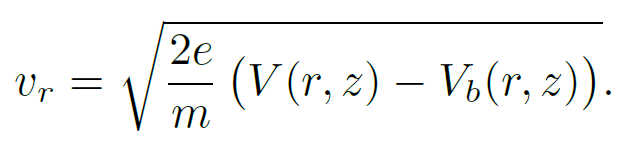 v_r = \sqrt{\frac{2e}{m} \left( V(r, z) - V_b(r, z) \right)}.